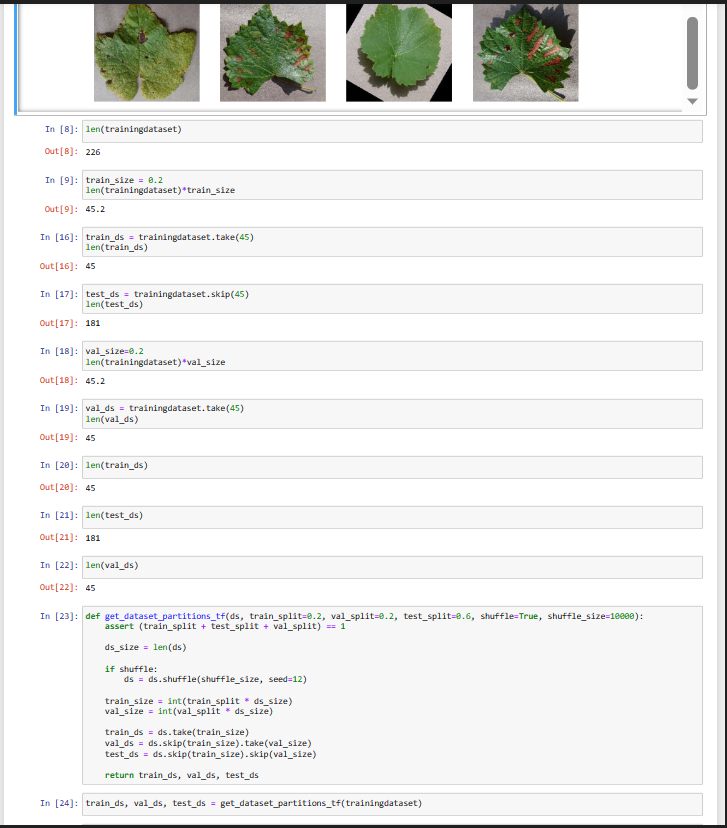 In [8]: len(trainingdataset)
Out[8]: 226
In [9]: train_size = 0.2
len(trainingdataset)*train_size
Out[9]: 45.2
In [16]: train_ds = trainingdataset.take(45)
len(train_ds)
Out[16]: 45
In [17]: test_ds = trainingdataset.skip(45)
len(test_ds)
Out[17]: 181
In [18]: val_size=0.2
len(trainingdataset)*val_size
Out[18]: 45.2
In [19]: val_ds = trainingdataset.take(45)
len(val_ds)
Out[19]: 45
In [20]: len(train_ds)
Out[20]: 45
In [21]: len(test_ds)
Out[21]: 181
In [22]: len(val_ds)
Out[22]: 45
In [23]: def get_dataset_partitions_tf(ds, train_split=0.2, val_split=0.2, test_split=0.6, shuffle=True, shuffle_size=10000):
assert (train_split + test_split + val_split) == 1
ds_size = len(ds)
if shuffle:
ds = ds.shuffle(shuffle_size, seed=12)
train_size = int(train_split * ds_size)
val_size = int(val_split * ds_size)
train_ds = ds.take(train_size)
val_ds = ds.skip(train_size).take(val_size)
test_ds = ds.skip(train_size).skip(val_size)
return train_ds, val_ds, test_ds
In [24]: train_ds, val_ds, test_ds = get_dataset_partitions_tf(trainingdataset)